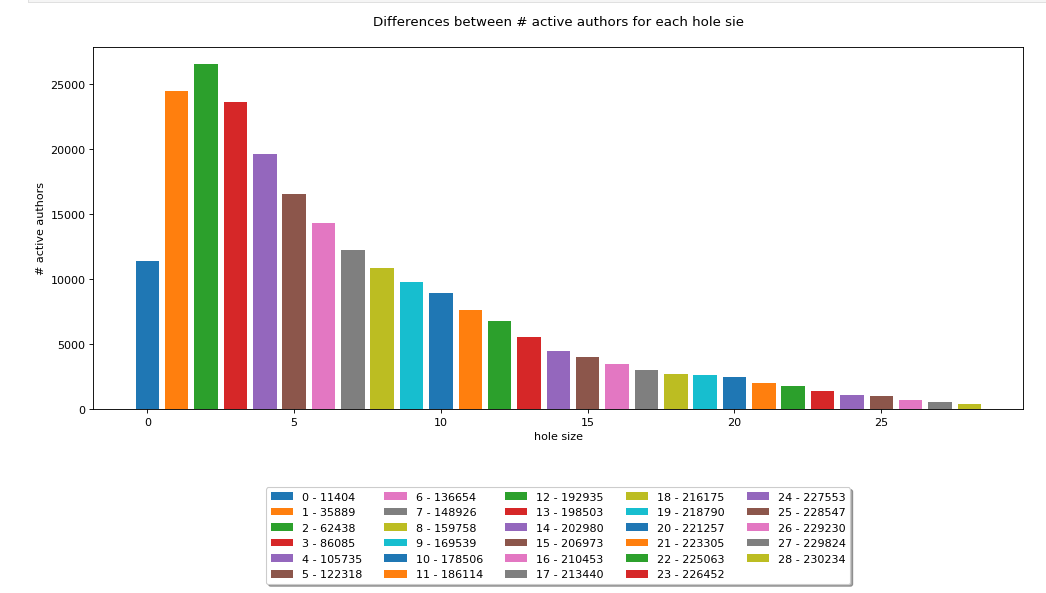 Differences between # active authors for each hole sie
25000
20000
15000
10000
5000
0
# active authors
0 5 10 15 20 25
hole size
0 - 11404 6 - 136654 12 - 192935 18 - 216175 24 - 227553
1 - 35889 7 - 148926 13 - 198503 19 - 218790 25 - 228547
2 - 62438 8 - 159758 14 - 202980 20 - 221257 26 - 229230
3 - 86085 9 - 169539 15 - 206973 21 - 223305 27 - 229824
4 - 105735 10 - 178506 16 - 210453 22 - 225063 28 - 230234
5 - 122318 11 - 186114 17 - 213440 23 - 226452